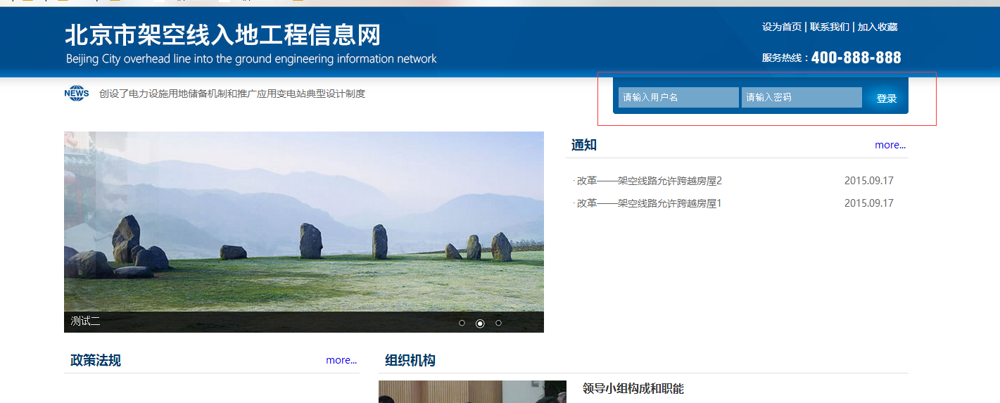 北京市架空线入地工程信息网
Beijing City overhead line into the ground engineering information network
设为首页 | 联系我们 | 加入收藏
服务热线：400-888-888
NEWS 创设了电力设施用地储备机制和推广应用变电站典型设计制度
请输入用户名 请输入密码 登录
通知 more...
·改革——架空线路允许跨越房屋2 2015.09.17
·改革——架空线路允许跨越房屋1 2015.09.17
测试二
政策法规 more...
组织机构
领导小组构成和职能